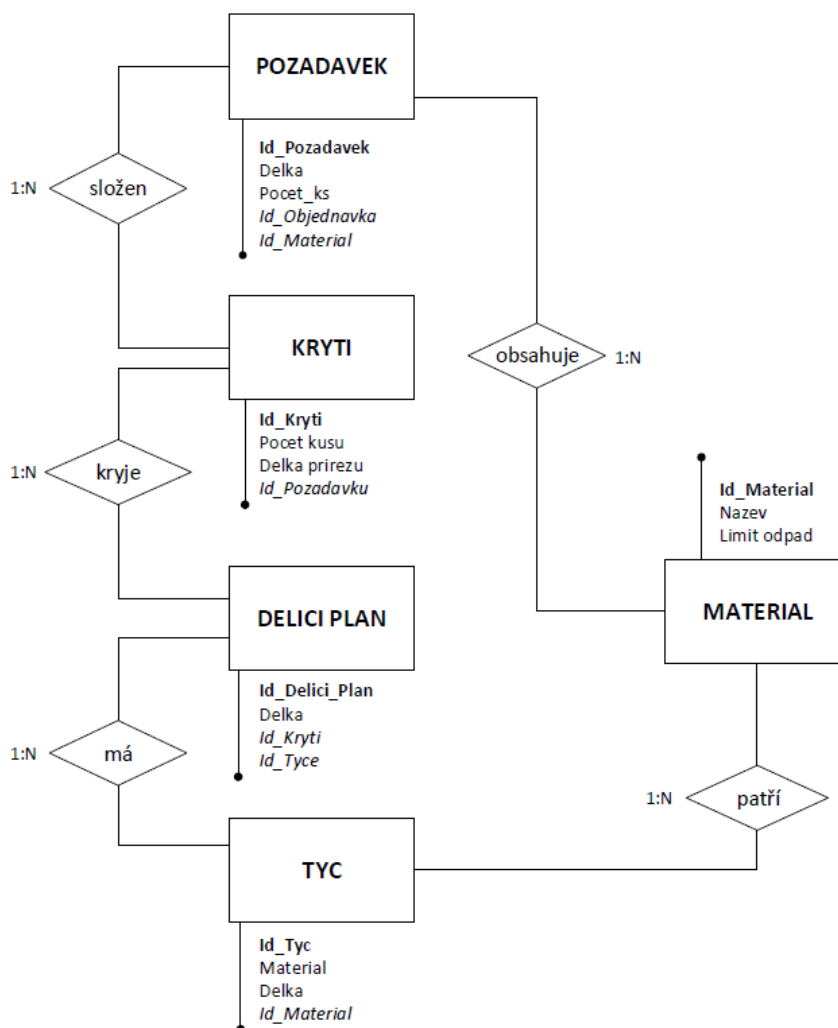 POZADAVEK
Id_Pozadavek
Delka
Pocet_ks
Id_Objednavka
Id_Material
1:N
složen
KRYTI
obsahuje
1:N
Id_Kryti
Pocet kusu
Delka prirezu
Id_Pozadavku
1:N
kryje
Id_Material
Nazev
Limit odpad
DELICI PLAN
MATERIAL
Id_Delici_Plan
Delka
Id_Kryti
Id_Tyce
1:N
má
1:N
patří
TYC
Id_Tyc
Material
Delka
Id_Material